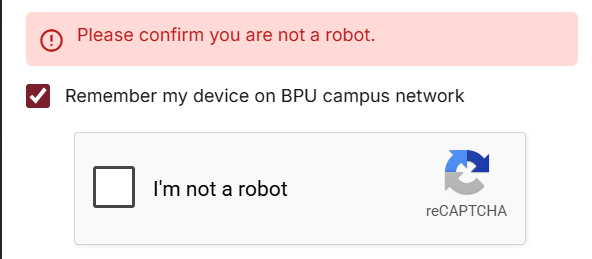 Please confirm you are not a robot.
Remember my device on BPU campus network
I'm not a robot
reCAPTCHA